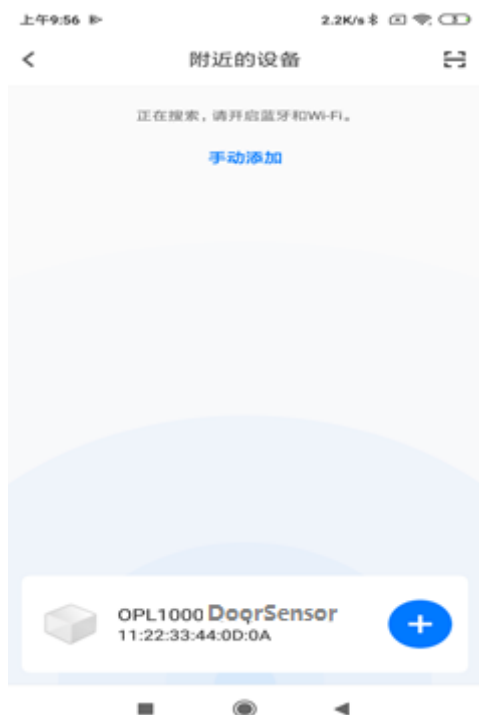 上午9:56
2.2K/s
附近的设备
正在搜索，请开启蓝牙和Wi-Fi。
手动添加
OPL1000 DoorSensor
11:22:33:44:0D:0A